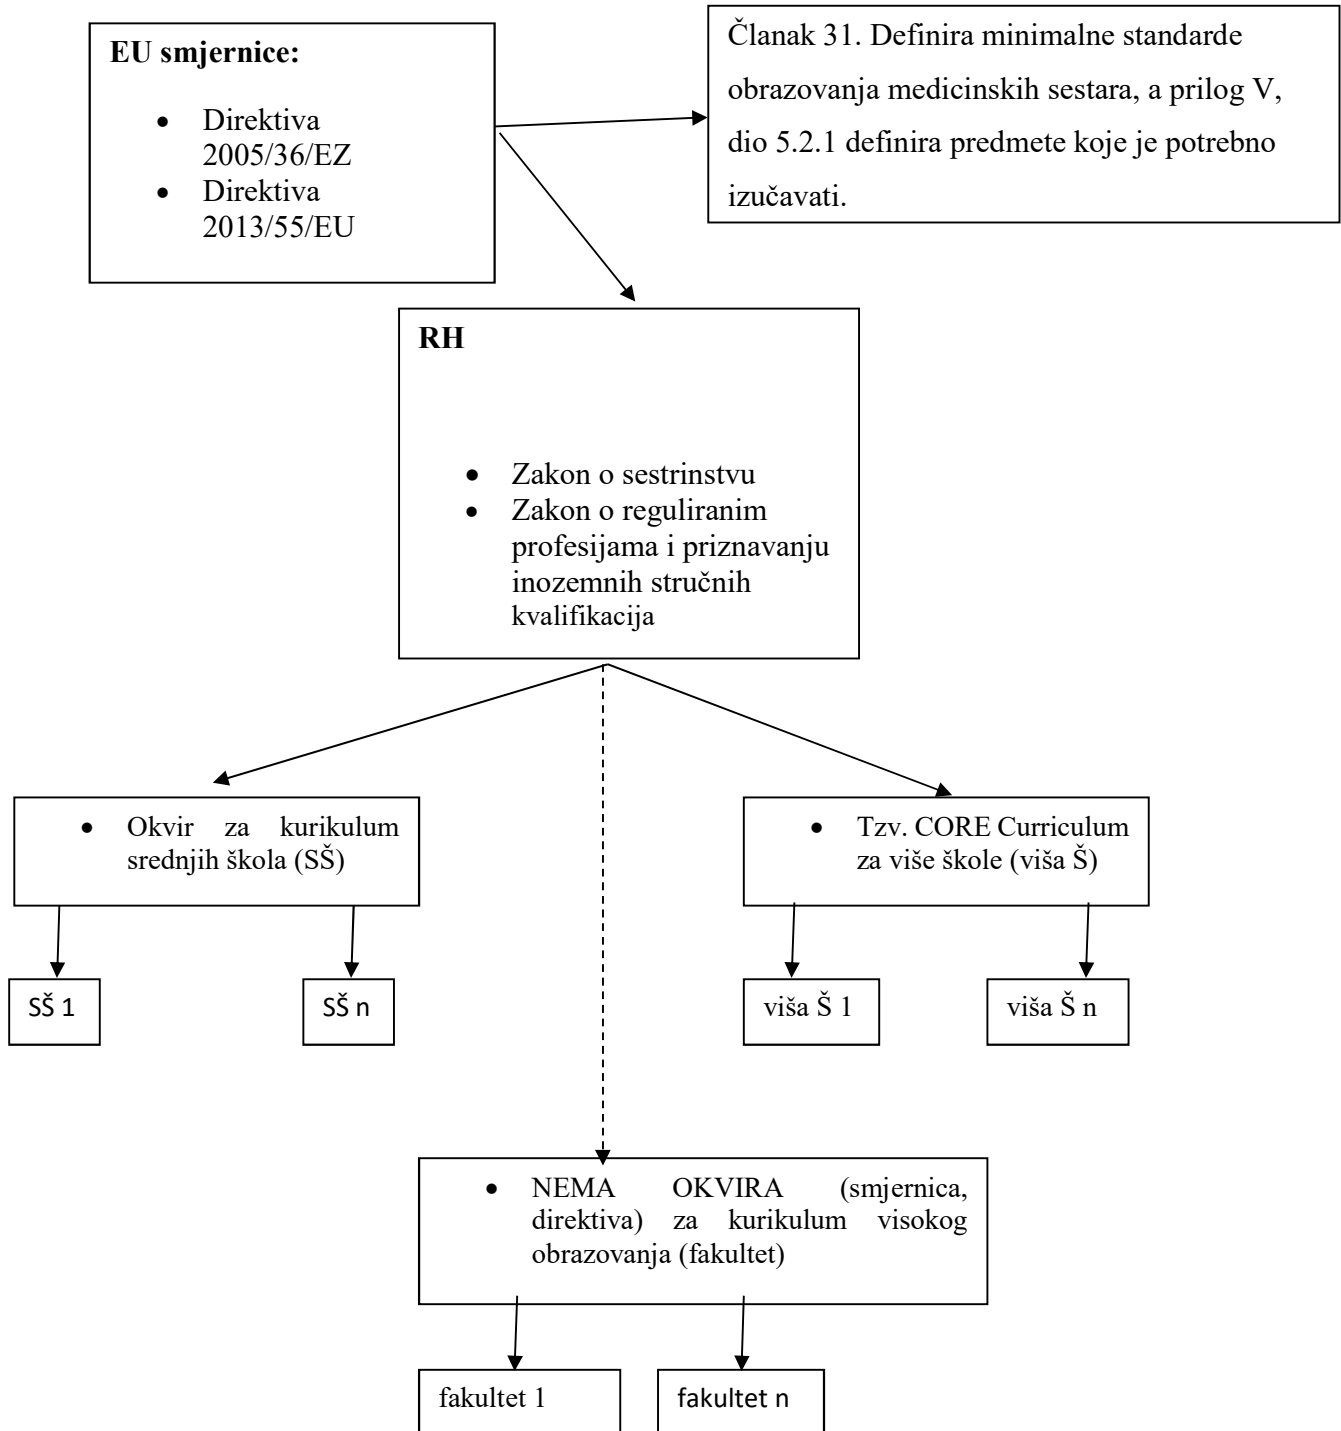 EU smjernice:
• Direktiva
2005/36/EZ
• Direktiva
2013/55/EU
Članak 31. Definira minimalne standarde
obrazovanja medicinskih sestara, a prilog V,
dio 5.2.1 definira predmete koje je potrebno
izučavati.
RH
• Zakon o sestrinstvu
• Zakon o reguliranim
profesijama i priznavanju
inozemnih stručnih
kvalifikacija
• Okvir za kurikulum
srednjih škola (SŠ)
• Tzv. CORE Curriculum
za više škole (viša Š)
SŠ 1
SŠ n
viša Š 1
viša Š n
• NEMA OKVIRA (smjernica,
direktiva) za kurikulum visokog
obrazovanja (fakultet)
fakultet 1
fakultet n